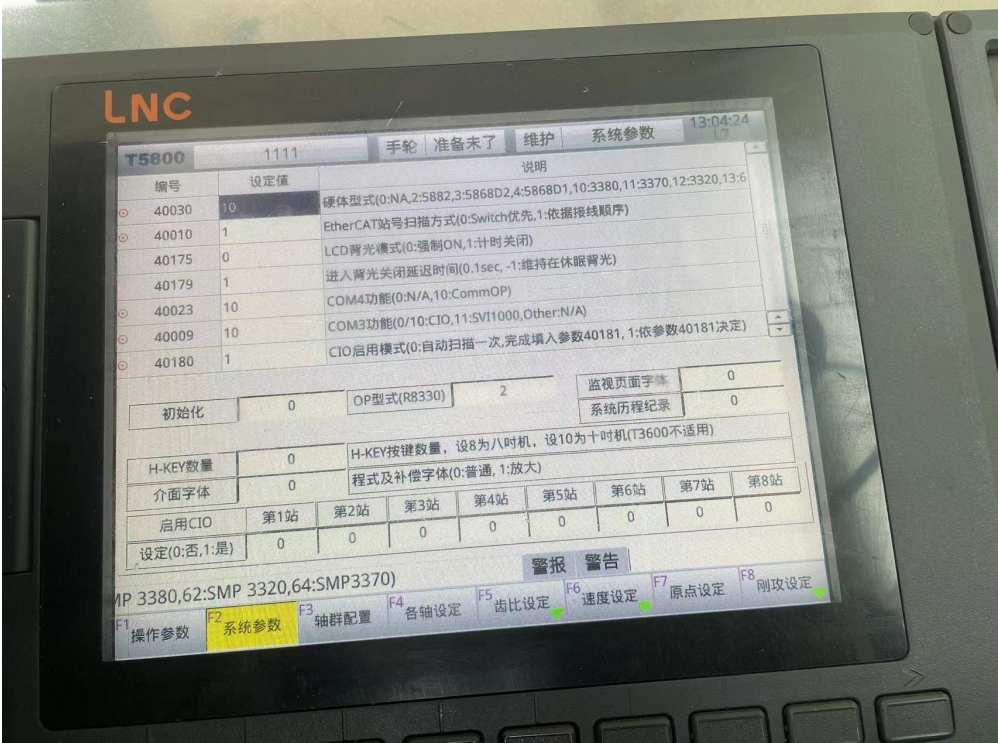 LNC
T5800 1111 手轮 准备未了 维护 系统参数 13:04:24
编号 设定值 说明
40030 10 硬体型式(0:NA,2:5882,3:5868D2,4:5868D1,10:3380,11:3370,12:3320,13:6
40010 1 EtherCAT站号扫描方式(0:Switch优先,1:依据接线顺序)
40175 0 LCD背光模式(0:强制ON,1:计时关闭)
40179 1 进入背光关闭延迟时间(0.1sec, -1:维持在休眠背光)
40023 10 COM4功能(0:N/A,10:CommOP)
40009 10 COM3功能(0/10:CIO,11:SVI1000,Other:N/A)
40180 1 CIO启用模式(0:自动扫描一次,完成填入参数40181, 1:依参数40181决定)
初始化 0 OP型式(R8330) 2 监视页面字体 0
系统历程纪录 0
H-KEY数量 0 H-KEY按键数量，设8为八吋机，设10为十吋机(T3600不适用)
介面字体 0 程式及补偿字体(0:普通, 1:放大)
启用CIO 第1站 第2站 第3站 第4站 第5站 第6站 第7站 第8站
设定(0:否,1:是) 0 0 0 0 0 0 0 0
警报 警告
MP 3380,62:SMP 3320,64:SMP3370)
F1 操作参数 F2 系统参数 F3 轴群配置 F4 各轴设定 F5 齿比设定 F6 速度设定 F7 原点设定 F8 刚攻设定